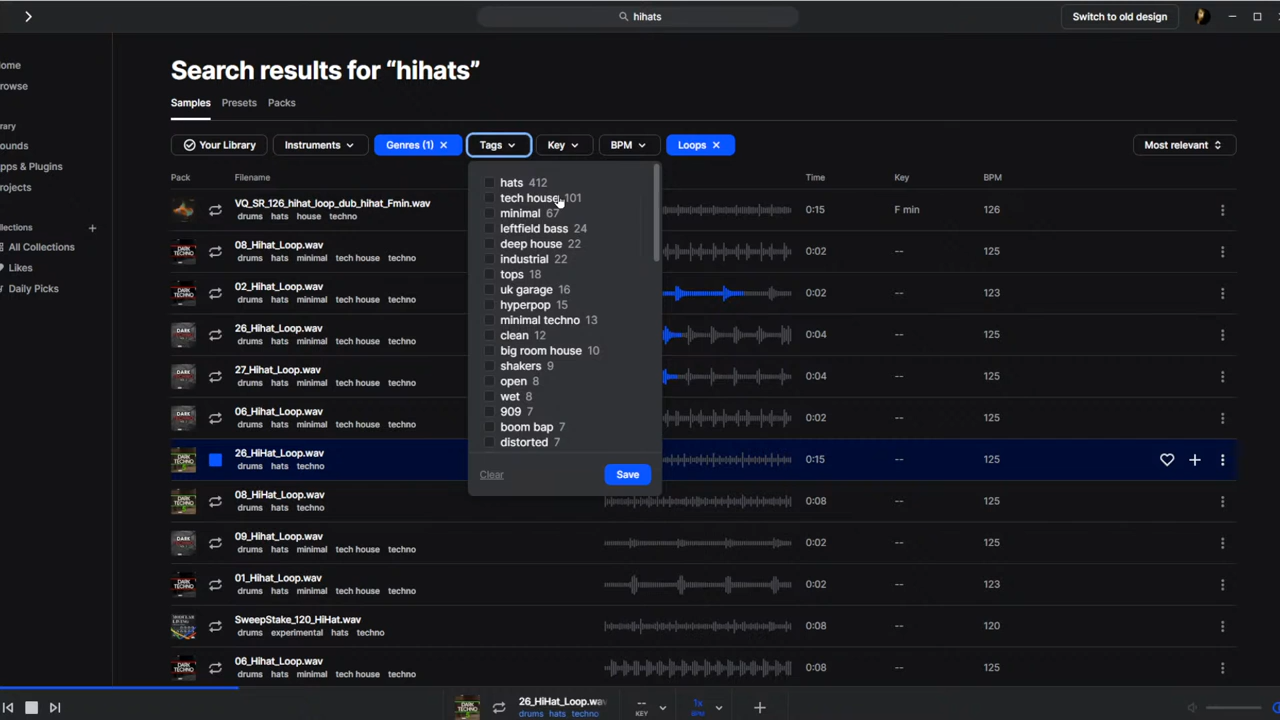 hihats
Switch to old design
ome
rowse
rary
ounds
pps & Plugins
rojects
llections
All Collections
Likes
Daily Picks
Search results for “hihats”
Samples Presets Packs
Your Library Instruments Genres (1) Tags Key BPM Loops Most relevant
Pack Filename Time Key BPM
VQ_SR_126_hihat_loop_dub_hihat_Fmin.wav 0:15 F min 126
drums hats house techno
08_Hihat_Loop.wav 0:02 -- 125
drums hats minimal tech house techno
02_Hihat_Loop.wav 0:02 -- 123
drums hats minimal tech house techno
26_Hihat_Loop.wav 0:04 -- 125
drums hats minimal tech house techno
27_Hihat_Loop.wav 0:04 -- 125
drums hats minimal tech house techno
06_Hihat_Loop.wav 0:02 -- 125
drums hats minimal tech house techno
26_HiHat_Loop.wav 0:15 -- 125
drums hats techno
08_HiHat_Loop.wav 0:08 -- 125
drums hats techno
09_HiHat_Loop.wav 0:02 -- 125
drums hats minimal tech house techno
01_Hihat_Loop.wav 0:02 -- 123
drums hats minimal tech house techno
SweepStake_120_HiHat.wav 0:08 -- 120
drums experimental hats techno
06_Hihat_Loop.wav 0:08 -- 125
drums hats minimal tech house techno
hats 412
tech house 101
minimal 67
leftfield bass 24
deep house 22
industrial 22
tops 18
uk garage 16
hyperpop 15
minimal techno 13
clean 12
big room house 10
shakers 9
open 8
wet 8
909 7
boom bap 7
distorted 7
Clear Save
26_HiHat_Loop.wav
drums hats techno
--
KEY
1x
BPM